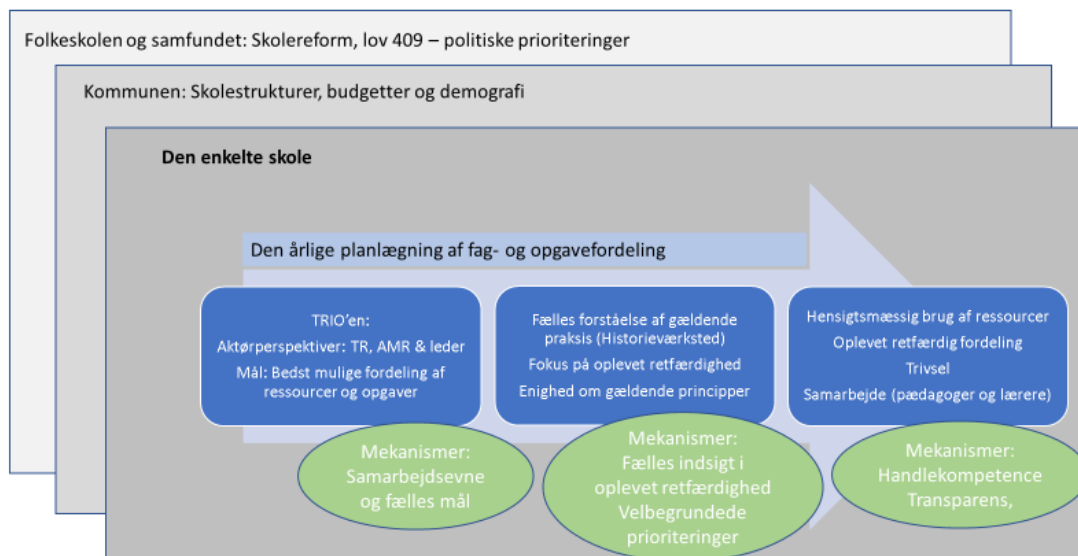 Folkeskolen og samfundet: Skolereform, lov 409 – politiske prioriteringer
Kommunen: Skolestrukturer, budgetter og demografi
Den enkelte skole
Den årlige planlægning af fag- og opgavefordeling
TRIO'en:
Aktørperspektiver: TR, AMR & leder
Mål: Bedst mulige fordeling af
ressourcer og opgaver
Fælles forståelse af gældende
praksis (Historieværksted)
Fokus på oplevet retfærdighed
Enighed om gældende principper
Hensigtsmæssig brug af ressourcer
Oplevet retfærdig fordeling
Trivsel
Samarbejde (pædagoger og lærere)
Mekanismer:
Samarbejdsevne
og fælles mål
Mekanismer:
Fælles indsigt i
oplevet retfærdighed
Velbegrundede
prioriteringer
Mekanismer:
Handlekompetence
Transparens,